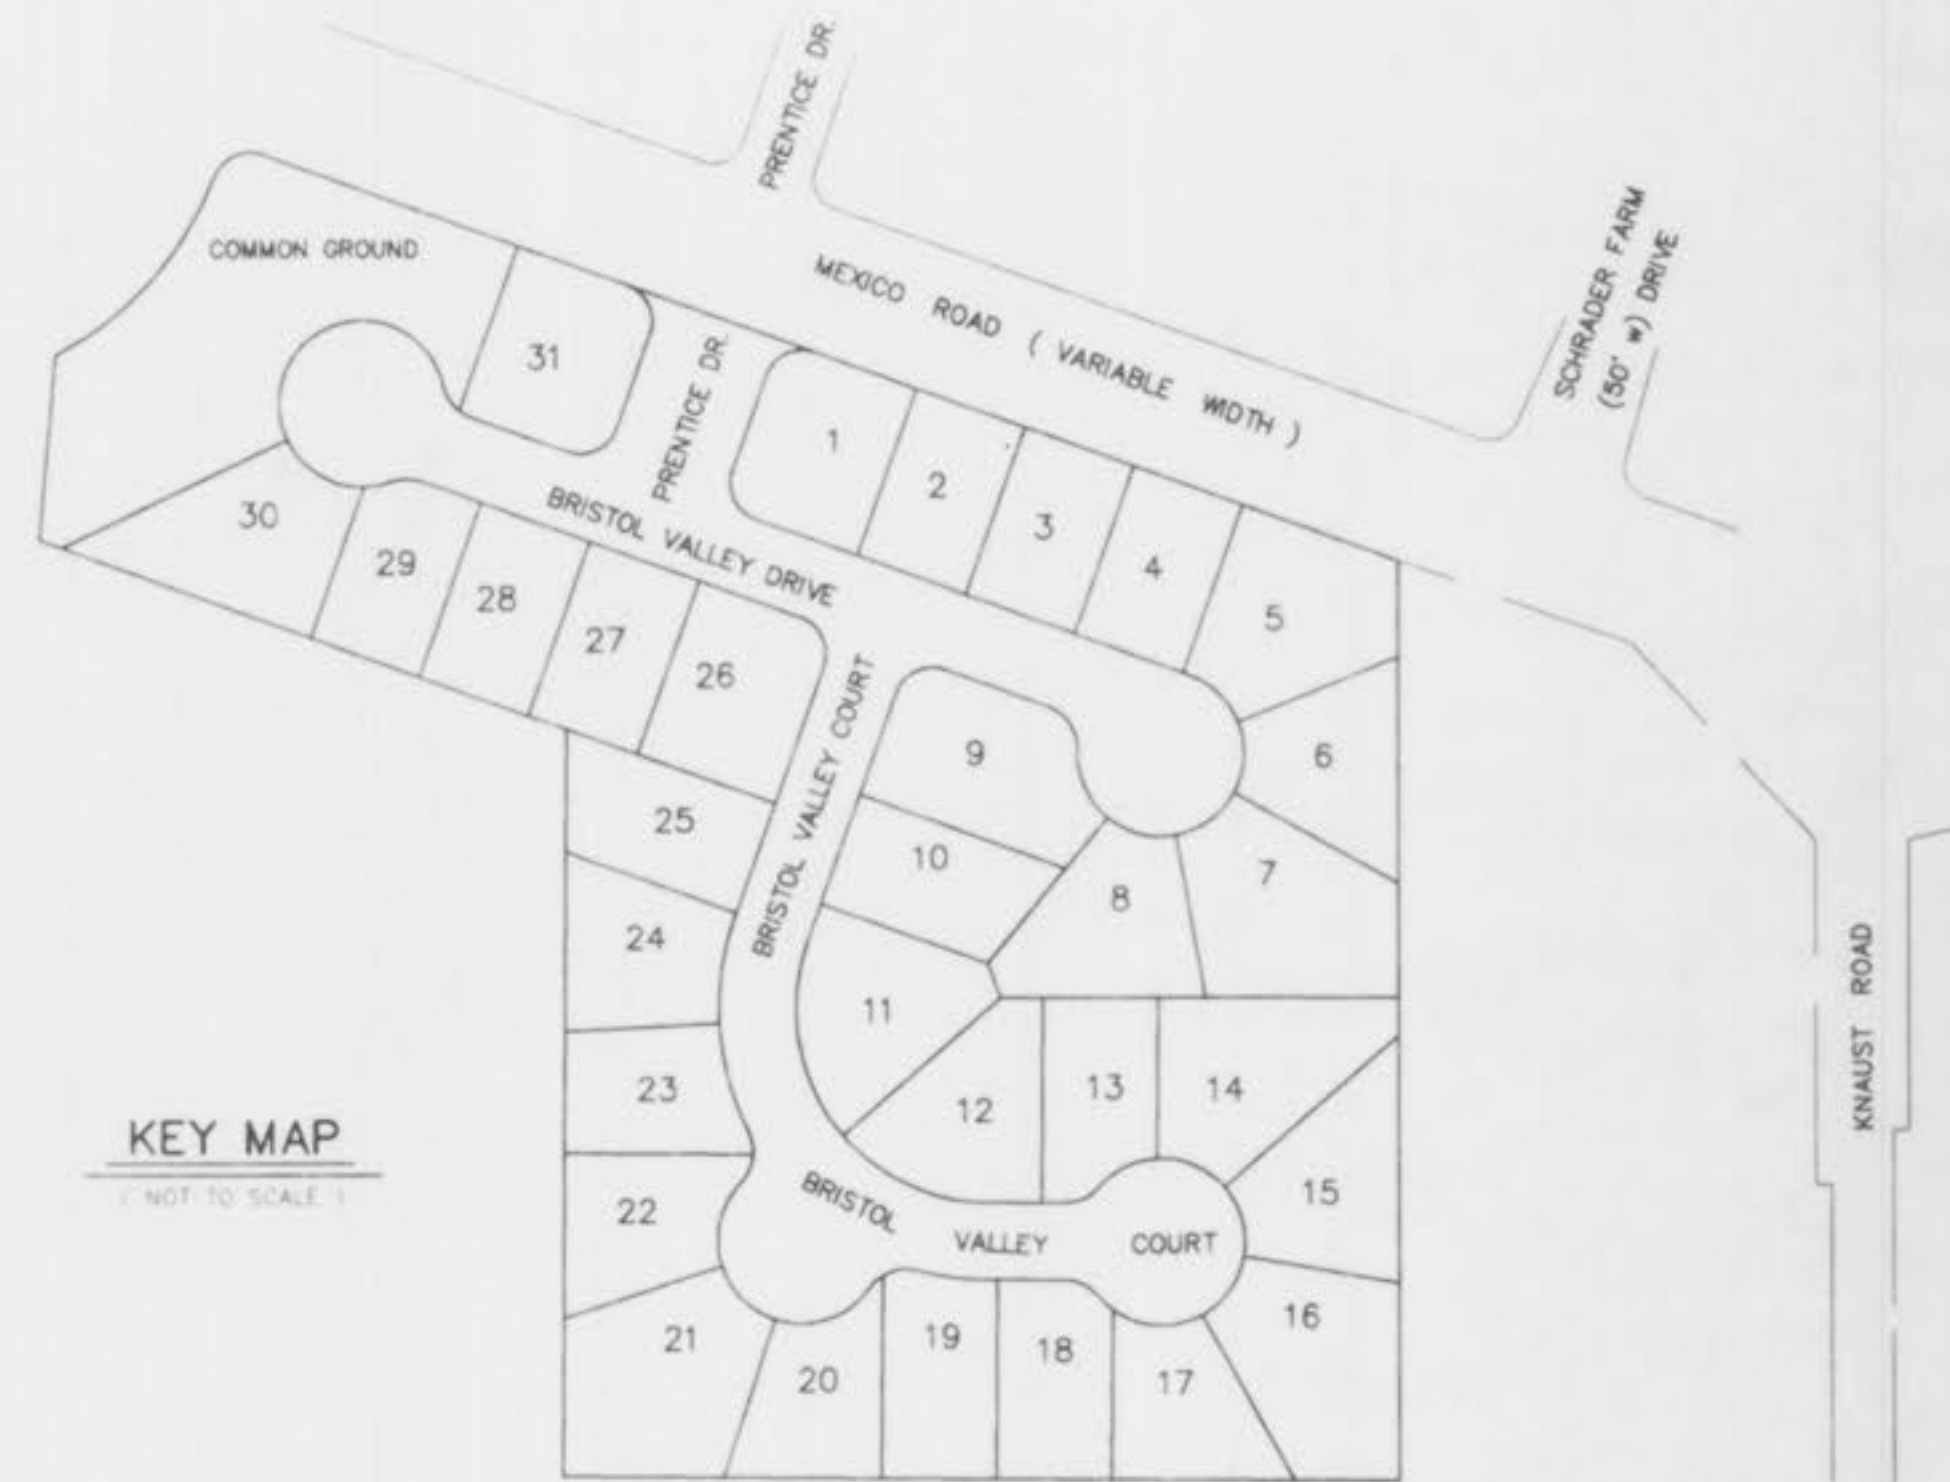 PRENTICE DR.
SCHRADER FARM
(50' W) DRIVE
COMMON GROUND
MEXICO ROAD ( VARIABLE WIDTH )
31
PRENTICE DR.
1
2
3
4
5
30
29
28
27
26
BRISTOL VALLEY DRIVE
BRISTOL VALLEY COURT
9
6
25
10
8
7
24
11
KNAUST ROAD
23
12
13
14
KEY MAP
( NOT TO SCALE )
22
BRISTOL VALLEY COURT
15
21
20
19
18
17
16